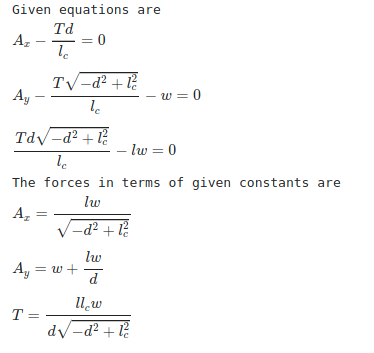 Given equations are
$A_x - \frac{Td}{l_c} = 0$
$A_y - \frac{T\sqrt{-d^2 + l_c^2}}{l_c} - w = 0$
$\frac{Td\sqrt{-d^2 + l_c^2}}{l_c} - lw = 0$
The forces in terms of given constants are
$A_x = \frac{lw}{\sqrt{-d^2 + l_c^2}}$
$A_y = w + \frac{lw}{d}$
$T = \frac{ll_cw}{d\sqrt{-d^2 + l_c^2}}$